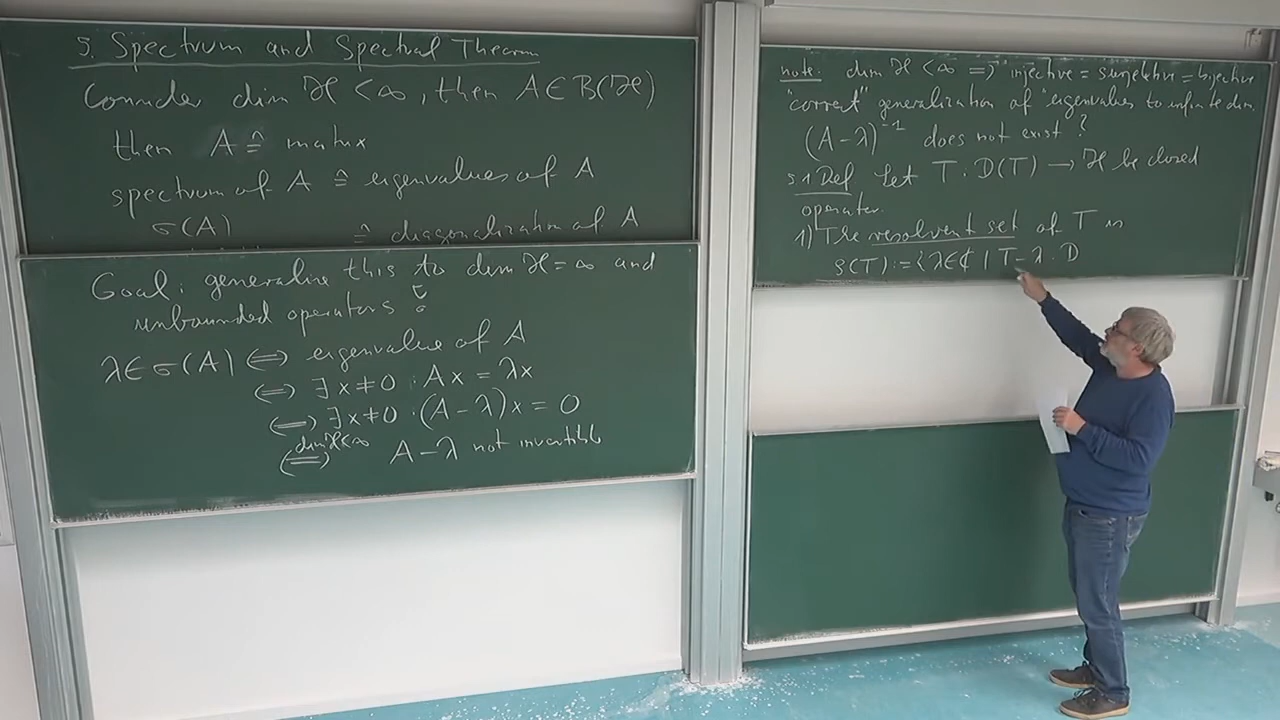 5. Spectrum and Spectral Theorem
Consider dim ℋ < ∞, then A ∈ B(ℋ)
then A ≙ matrix
spectrum of A ≙ eigenvalues of A
σ(A) ≙ diagonalization of A
Goal: generalize this to dim ℋ = ∞ and
unbounded operators!
λ ∈ σ(A) ⟺ eigenvalue of A
⟺ ∃ x ≠ 0 : Ax = λx
⟺ ∃ x ≠ 0 : (A − λ)x = 0
dim ℋ < ∞
⟺ A − λ not invertible
note: dim ℋ < ∞ ⟹ injective = surjective = bijective
"correct" generalization of eigenvalues to infinite dim.
(A − λ)⁻¹ does not exist?
5.1 Def Let T : D(T) → ℋ be closed
operator.
1) The resolvent set of T is
ρ(T) := { λ ∈ ℂ | T − λ : D